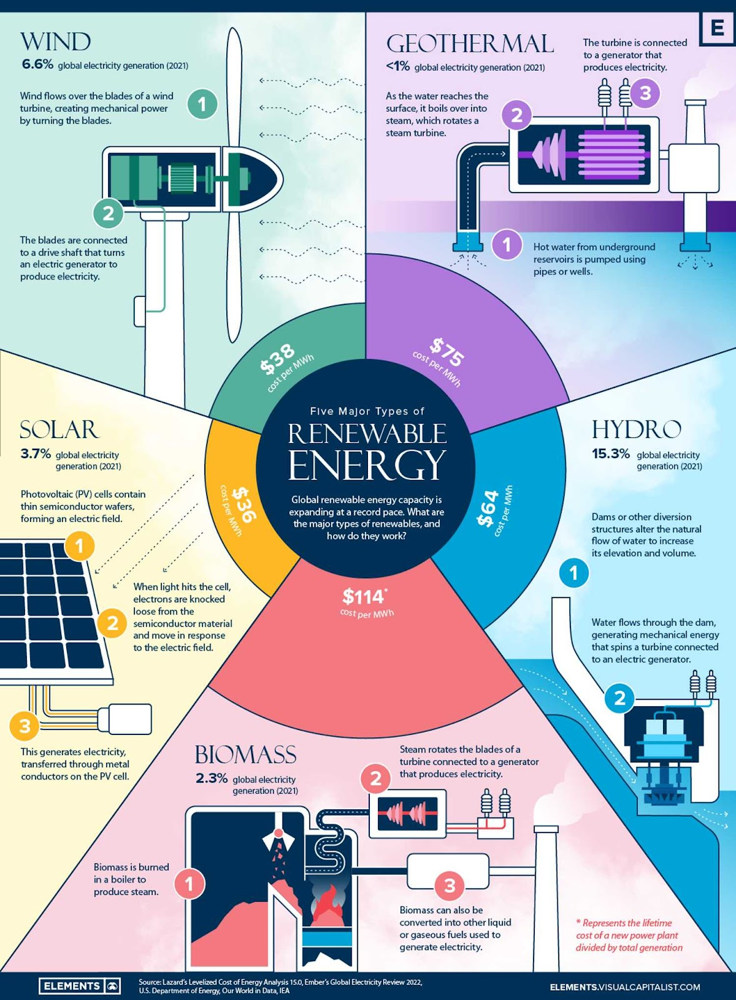 WIND
6.6% global electricity generation (2021)
Wind flows over the blades of a wind
turbine, creating mechanical power
by turning the blades.
1
2
The blades are connected
to a drive shaft that turns
an electric generator to
produce electricity.
$38
cost per MWh
E
GEOTHERMAL
<1% global electricity generation (2021)
The turbine is connected
to a generator that
produces electricity.
3
As the water reaches the
surface, it boils over into
steam, which rotates a
steam turbine.
2
1
Hot water from underground
reservoirs is pumped using
pipes or wells.
$75
cost per MWh
Five Major Types of
RENEWABLE
ENERGY
Global renewable energy capacity is
expanding at a record pace. What are
the major types of renewables, and
how do they work?
SOLAR
3.7% global electricity
generation (2021)
Photovoltaic (PV) cells contain
thin semiconductor wafers,
forming an electric field.
1
When light hits the cell,
electrons are knocked
loose from the
semiconductor material
and move in response
to the electric field.
2
3
This generates electricity,
transferred through metal
conductors on the PV cell.
$36
cost per MWh
HYDRO
15.3% global electricity
generation (2021)
Dams or other diversion
structures alter the natural
flow of water to increase
its elevation and volume.
1
Water flows through the dam,
generating mechanical energy
that spins a turbine connected
to an electric generator.
2
$64
cost per MWh
$114*
cost per MWh
BIOMASS
2.3% global electricity
generation (2021)
Steam rotates the blades of a
turbine connected to a generator
that produces electricity.
2
Biomass is burned
in a boiler to
produce steam.
1
3
Biomass can also be
converted into other liquid
or gaseous fuels used to
generate electricity.
* Represents the lifetime
cost of a new power plant
divided by total generation
ELEMENTS
Source: Lazard's Levelized Cost of Energy Analysis 15.0, Ember's Global Electricity Review 2022,
U.S. Department of Energy, Our World in Data, IEA
ELEMENTS.VISUALCAPITALIST.COM